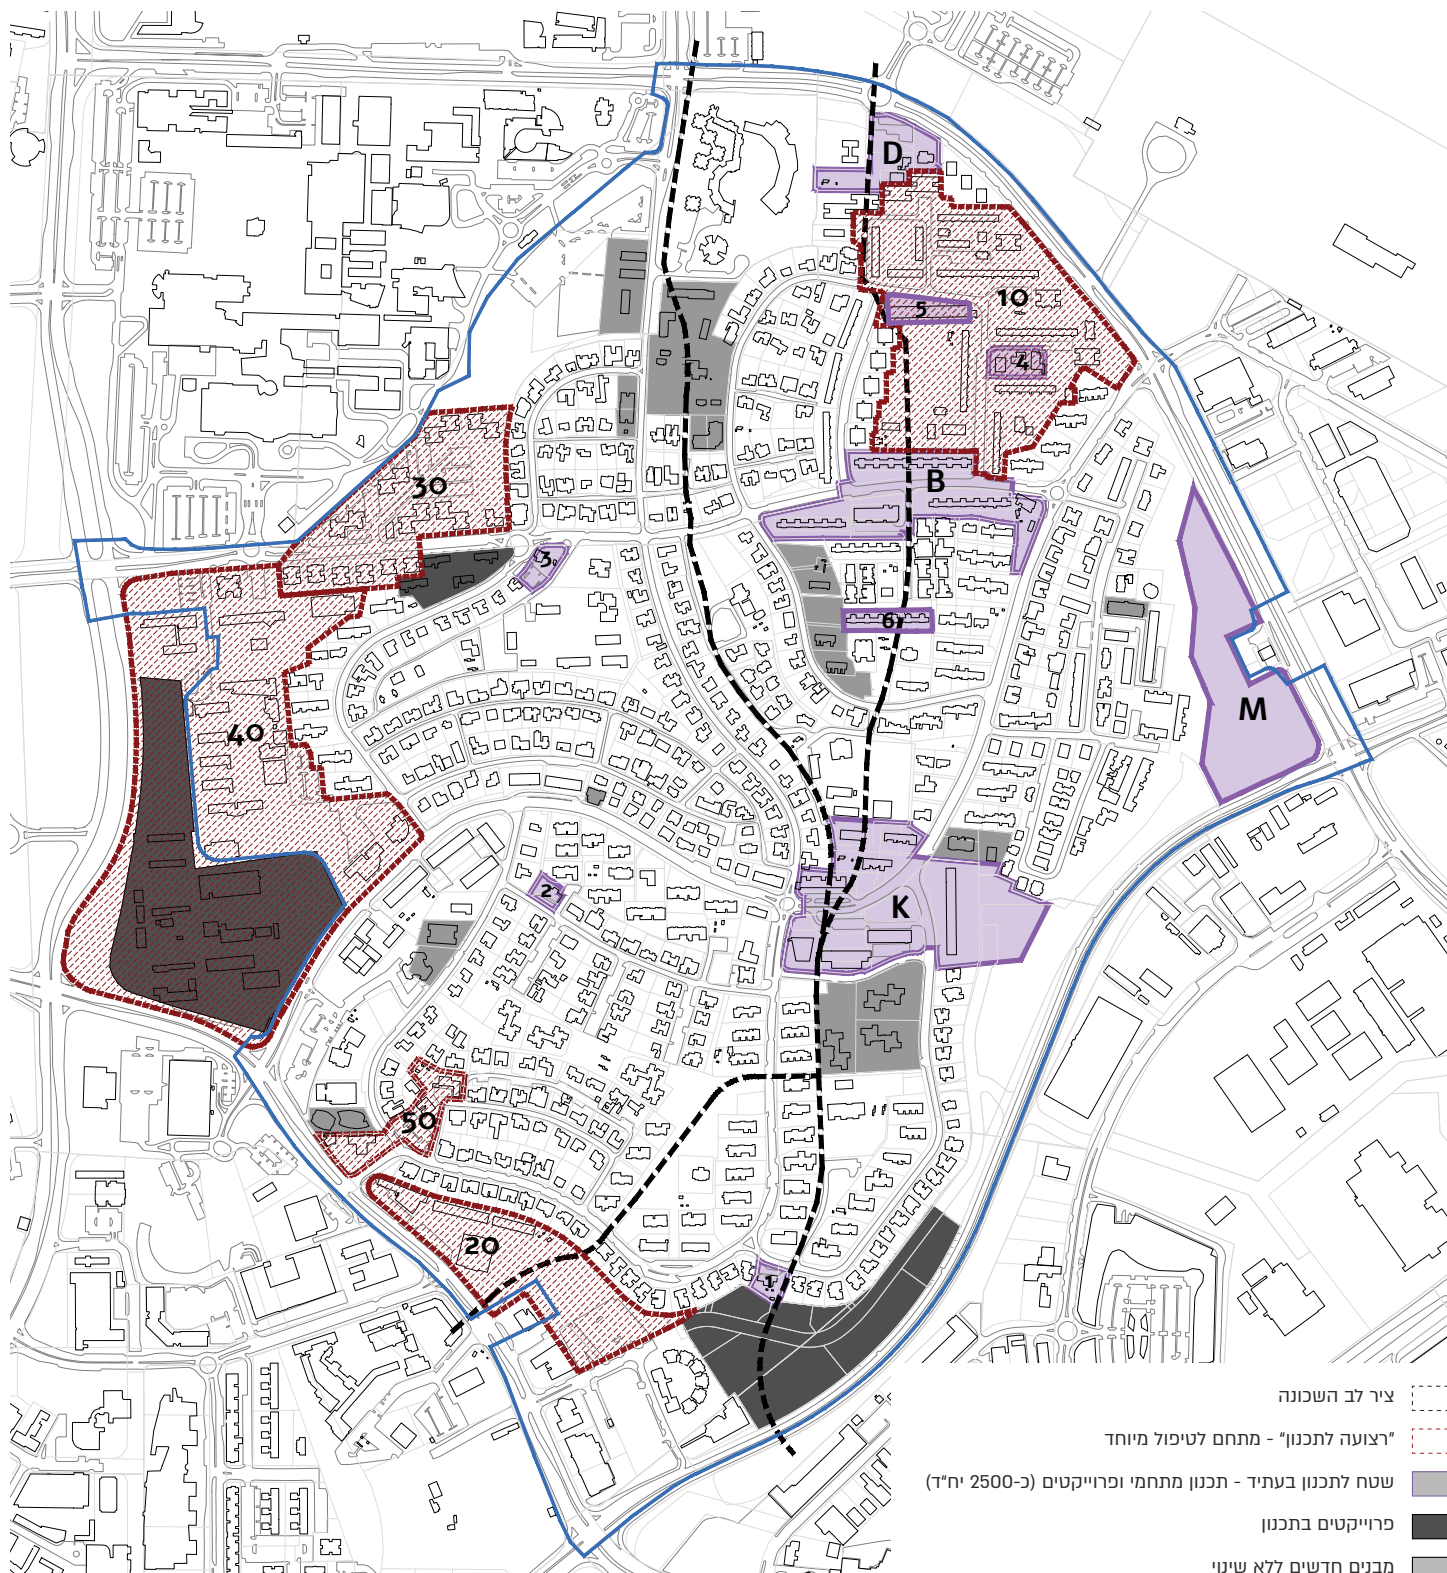 D
10
5
4
30
B
3
6
M
40
2
K
50
20
1
ציר לב השכונה
"רצועה לתכנון" - מתחם לטיפול מיוחד
שטח לתכנון בעתיד - תכנון מתחמי ופרוייקטים (כ-2500 יח"ד)
פרוייקטים בתכנון
מבנים חדשים ללא שינוי